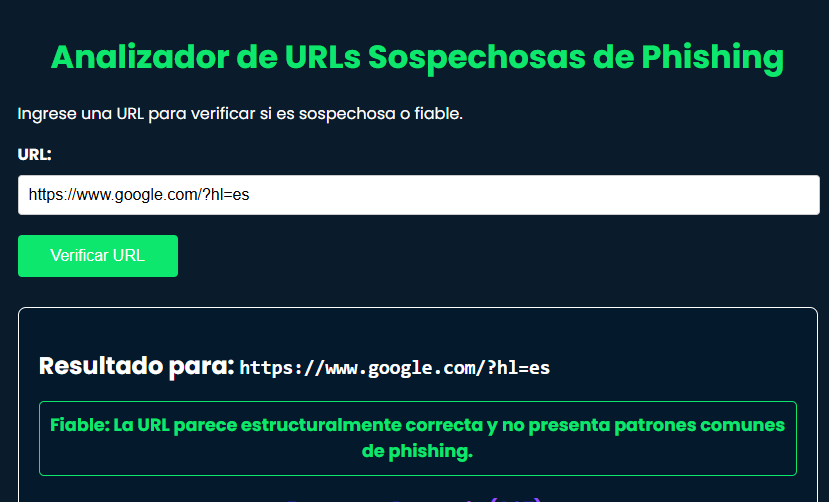 Analizador de URLs Sospechosas de Phishing
Ingrese una URL para verificar si es sospechosa o fiable.
URL:
https://www.google.com/?hl=es
Verificar URL
Resultado para: https://www.google.com/?hl=es
Fiable: La URL parece estructuralmente correcta y no presenta patrones comunes
de phishing.